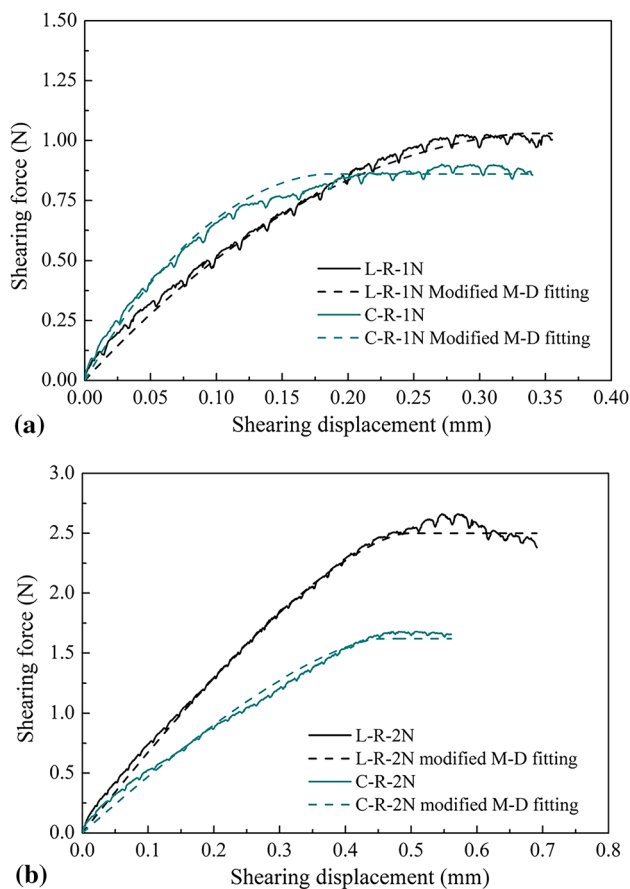 1.50
1.25
1.00
0.75
0.50
0.25
0.00
Shearing force (N)
L-R-1N
L-R-1N Modified M-D fitting
C-R-1N
C-R-1N Modified M-D fitting
0.00 0.05 0.10 0.15 0.20 0.25 0.30 0.35 0.40
(a) Shearing displacement (mm)
3.0
2.5
2.0
1.5
1.0
0.5
0.0
Shearing force (N)
L-R-2N
L-R-2N modified M-D fitting
C-R-2N
C-R-2N modified M-D fitting
0.0 0.1 0.2 0.3 0.4 0.5 0.6 0.7 0.8
(b) Shearing displacement (mm)